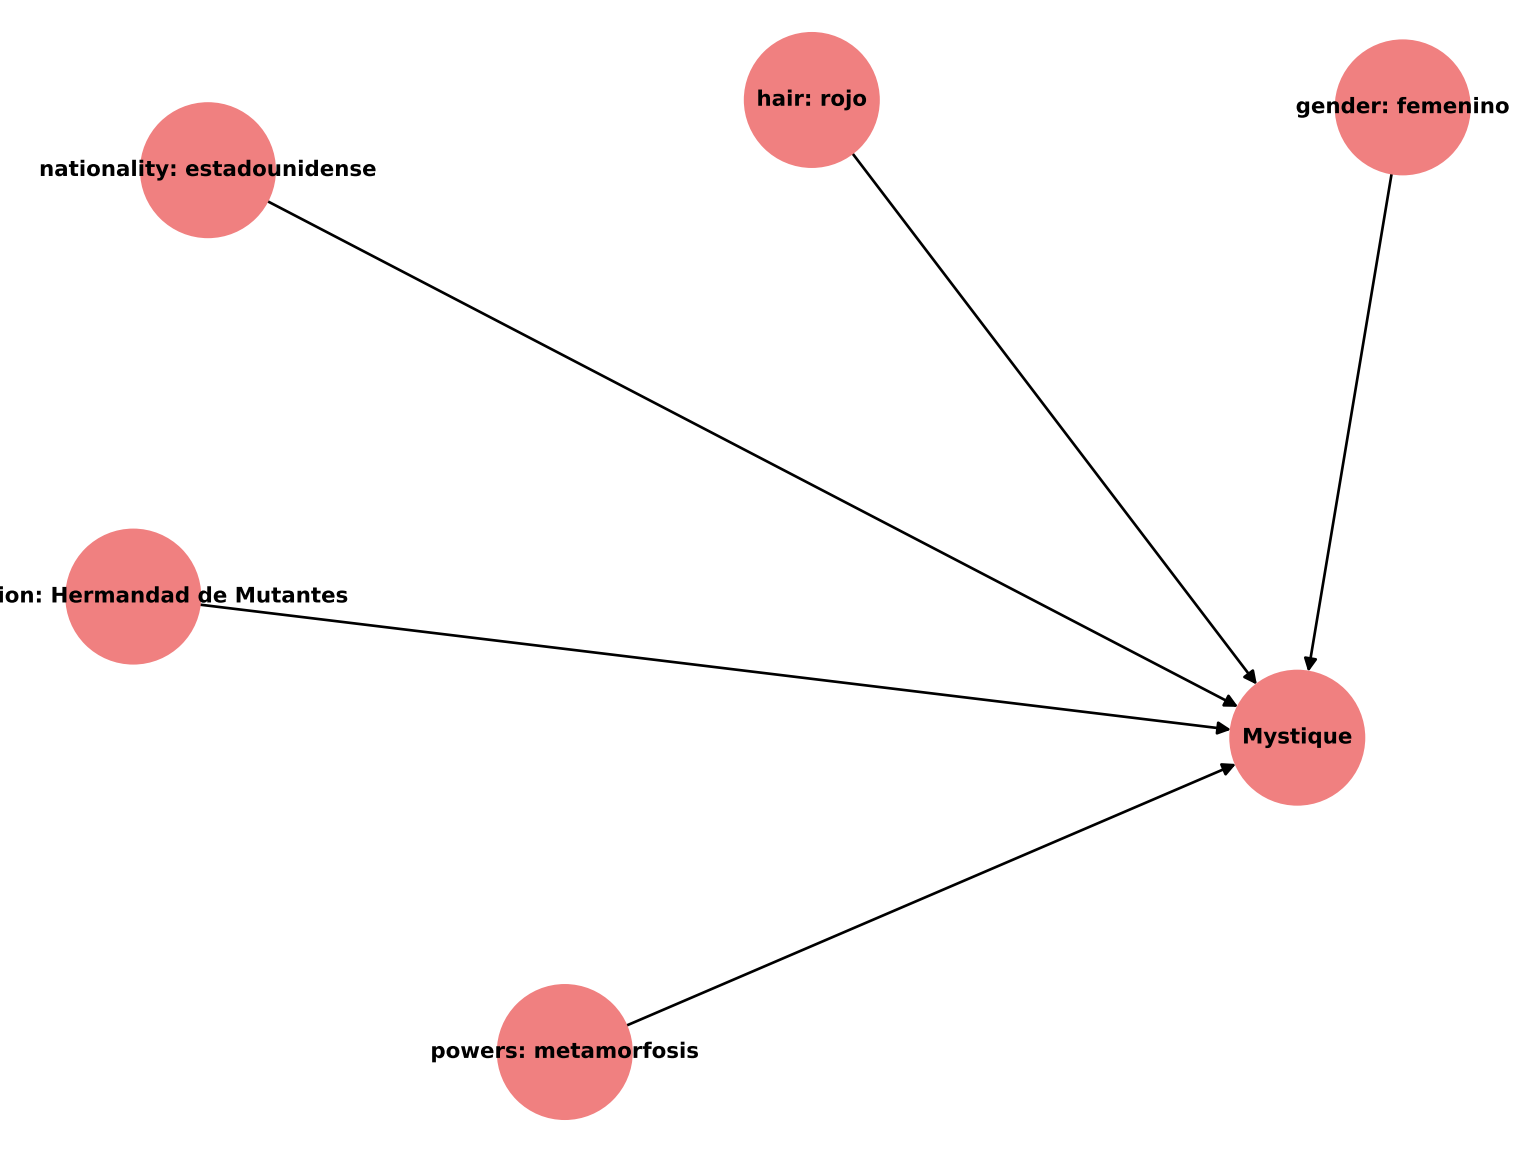 hair: rojo
gender: femenino
nationality: estadounidense
ion: Hermandad de Mutantes
Mystique
powers: metamorfosis